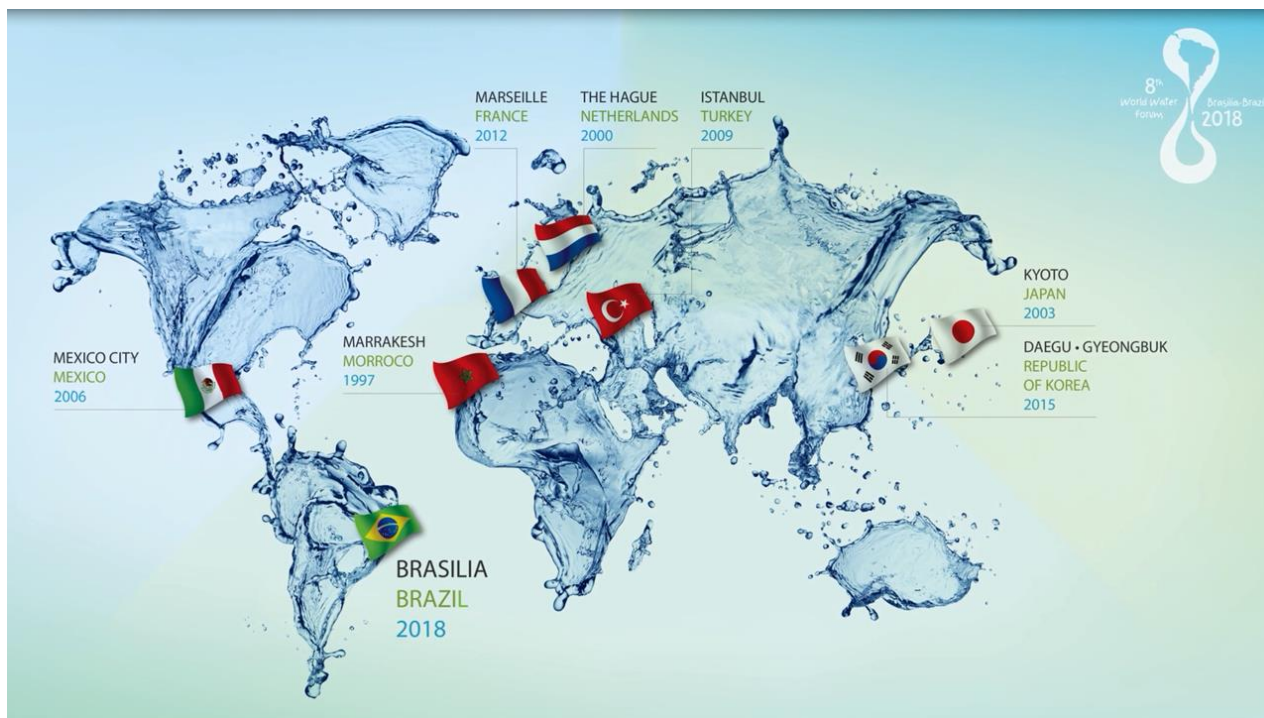 MARSEILLE
FRANCE
2012
THE HAGUE
NETHERLANDS
2000
ISTANBUL
TURKEY
2009
8th
World Water
Forum
Brasilia-Brazil
2018
KYOTO
JAPAN
2003
DAEGU • GYEONGBUK
REPUBLIC
OF KOREA
2015
MARRAKESH
MORROCO
1997
MEXICO CITY
MEXICO
2006
BRASILIA
BRAZIL
2018